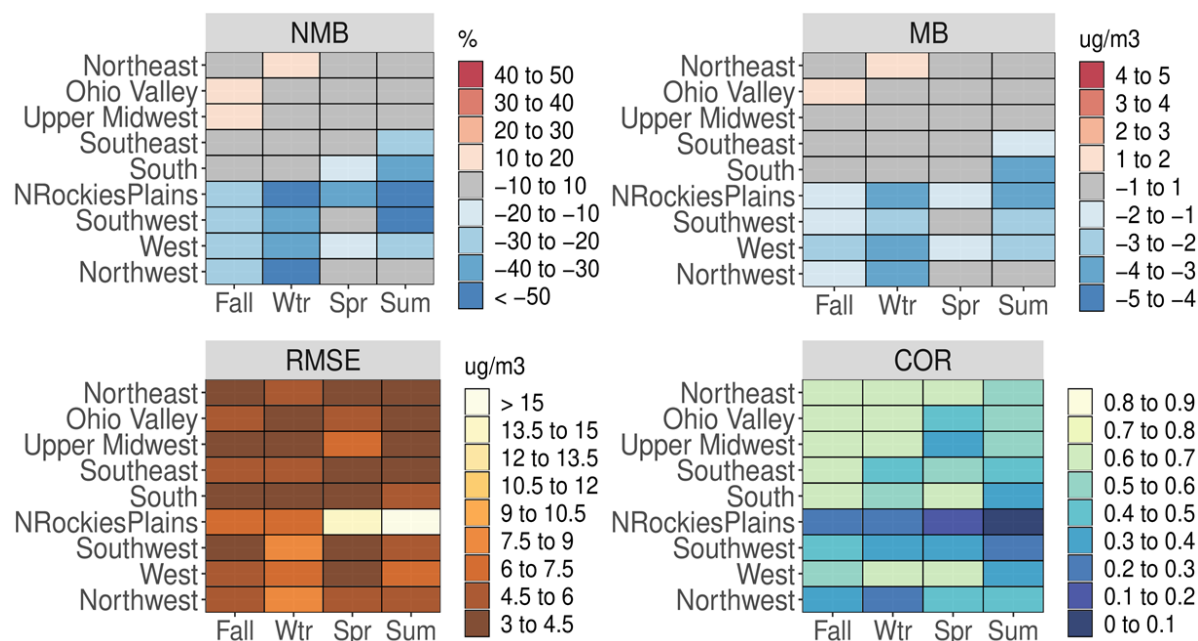 NMB
%
Northeast
Ohio Valley
Upper Midwest
Southeast
South
NRockiesPlains
Southwest
West
Northwest
Fall Wtr Spr Sum
40 to 50
30 to 40
20 to 30
10 to 20
−10 to 10
−20 to −10
−30 to −20
−40 to −30
< −50
MB
ug/m3
Northeast
Ohio Valley
Upper Midwest
Southeast
South
NRockiesPlains
Southwest
West
Northwest
Fall Wtr Spr Sum
4 to 5
3 to 4
2 to 3
1 to 2
−1 to 1
−2 to −1
−3 to −2
−4 to −3
−5 to −4
RMSE
ug/m3
Northeast
Ohio Valley
Upper Midwest
Southeast
South
NRockiesPlains
Southwest
West
Northwest
Fall Wtr Spr Sum
> 15
13.5 to 15
12 to 13.5
10.5 to 12
9 to 10.5
7.5 to 9
6 to 7.5
4.5 to 6
3 to 4.5
COR
Northeast
Ohio Valley
Upper Midwest
Southeast
South
NRockiesPlains
Southwest
West
Northwest
Fall Wtr Spr Sum
0.8 to 0.9
0.7 to 0.8
0.6 to 0.7
0.5 to 0.6
0.4 to 0.5
0.3 to 0.4
0.2 to 0.3
0.1 to 0.2
0 to 0.1